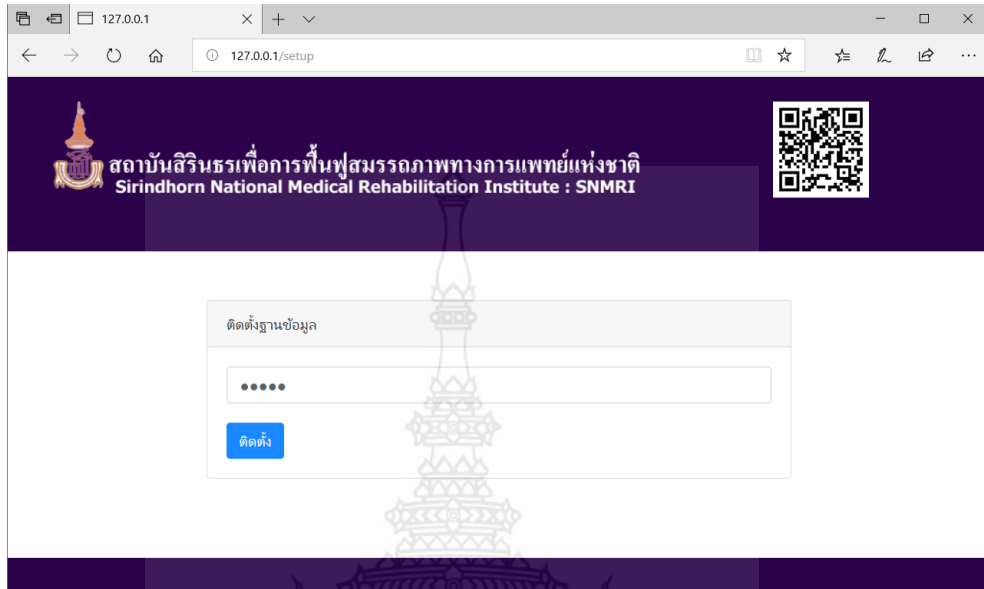 127.0.0.1
127.0.0.1/setup
สถาบันสิรินธรเพื่อการฟื้นฟูสมรรถภาพทางการแพทย์แห่งชาติ
Sirindhorn National Medical Rehabilitation Institute : SNMRI
ติดตั้งฐานข้อมูล
•••••
ติดตั้ง